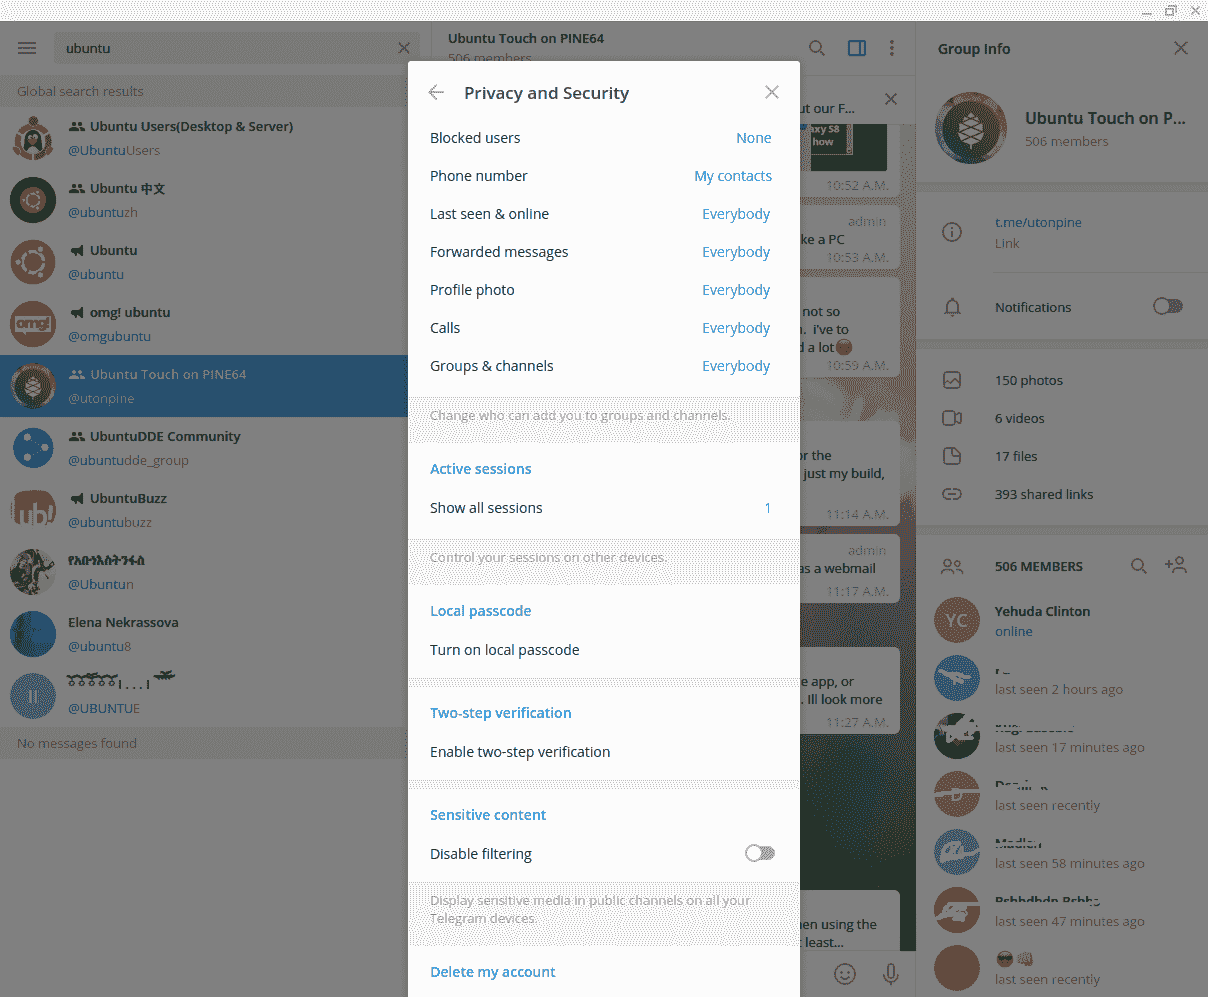 ubuntu
Global search results
Ubuntu Users(Desktop & Server)
@UbuntuUsers
Ubuntu 中文
@ubuntuzh
Ubuntu
@ubuntu
omg!
omg! ubuntu
@omgubuntu
Ubuntu Touch on PINE64
@utonpine
UbuntuDDE Community
@ubuntudde_group
ub!
UbuntuBuzz
@ubuntubuzz
@Ubuntun
Elena Nekrassova
@ubuntu8
@UBUNTUE
No messages found
Ubuntu Touch on PINE64
506 members
Privacy and Security
Blocked users None
Phone number My contacts
Last seen & online Everybody
Forwarded messages Everybody
Profile photo Everybody
Calls Everybody
Groups & channels Everybody
Change who can add you to groups and channels.
Active sessions
Show all sessions 1
Control your sessions on other devices.
Local passcode
Turn on local passcode
Two-step verification
Enable two-step verification
Sensitive content
Disable filtering
Display sensitive media in public channels on all your
Telegram devices.
Delete my account
ut our F...
axy S8
how
10:52 A.M.
admin
ke a PC
10:53 A.M.
not so
i've to
d a lot
10:59 A.M.
or the
just my build,
11:14 A.M.
admin
as a webmail
11:17 A.M.
e app, or
. Ill look more
11:27 A.M.
en using the
t least...
Group Info
Ubuntu Touch on P...
506 members
t.me/utonpine
Link
Notifications
150 photos
6 videos
17 files
393 shared links
506 MEMBERS
YC
Yehuda Clinton
online
last seen 2 hours ago
last seen 17 minutes ago
last seen recently
last seen 58 minutes ago
last seen 47 minutes ago
last seen recently